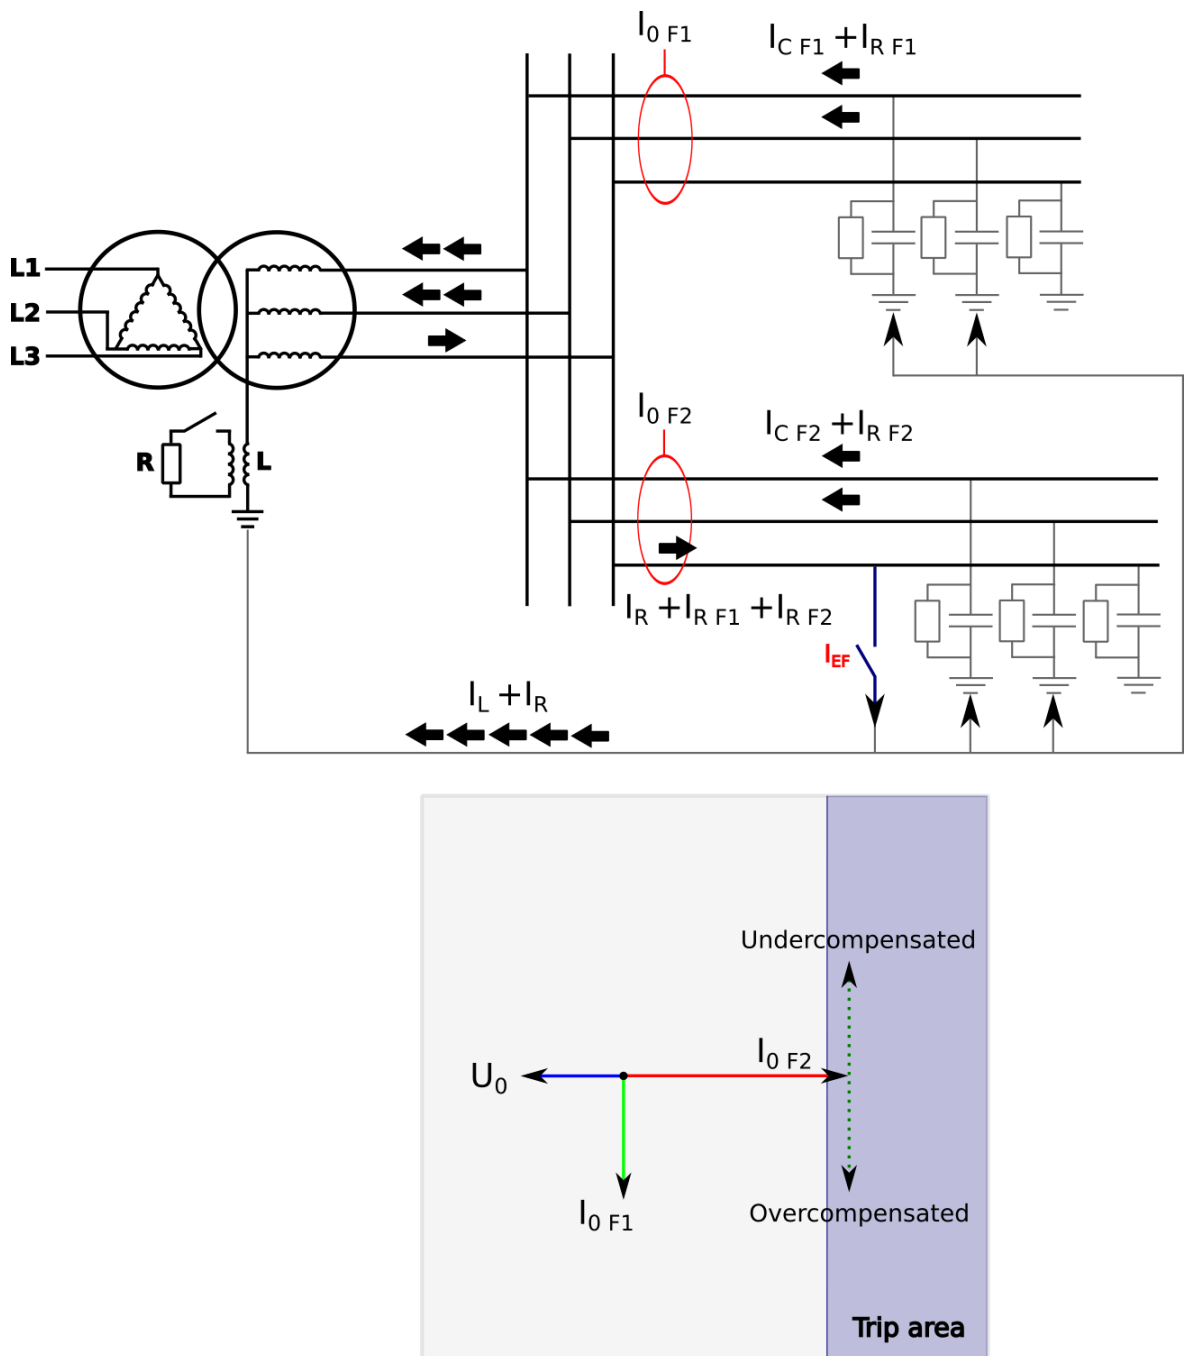 I0 F1
IC F1 +IR F1
L1
L2
L3
I0 F2
IC F2 +IR F2
R
L
IR +IR F1 +IR F2
IEF
IL +IR
Undercompensated
I0 F2
U0
I0 F1
Overcompensated
Trip area